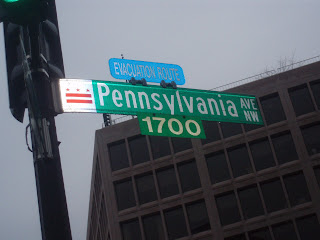 EVACUATION ROUTE
Pennsylvania AVE NW
1700